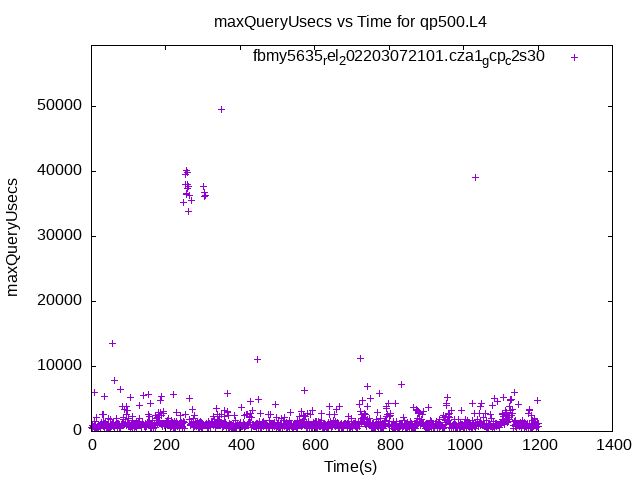 maxQueryUsecs vs Time for qp500.L4
fbmy5635rel202203072101.cza1gcpc2s30
50000
40000
30000
20000
10000
0
maxQueryUsecs
0 200 400 600 800 1000 1200 1400
Time(s)